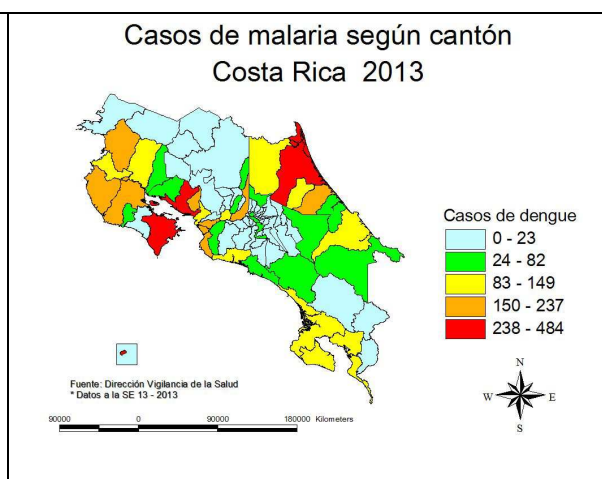 Casos de malaria según cantón
Costa Rica 2013
Casos de dengue
0 - 23
24 - 82
83 - 149
150 - 237
238 - 484
Fuente: Dirección Vigilancia de la Salud
* Datos a la SE 13 - 2013
90000 0 90000 180000 Kilometers
N
W E
S